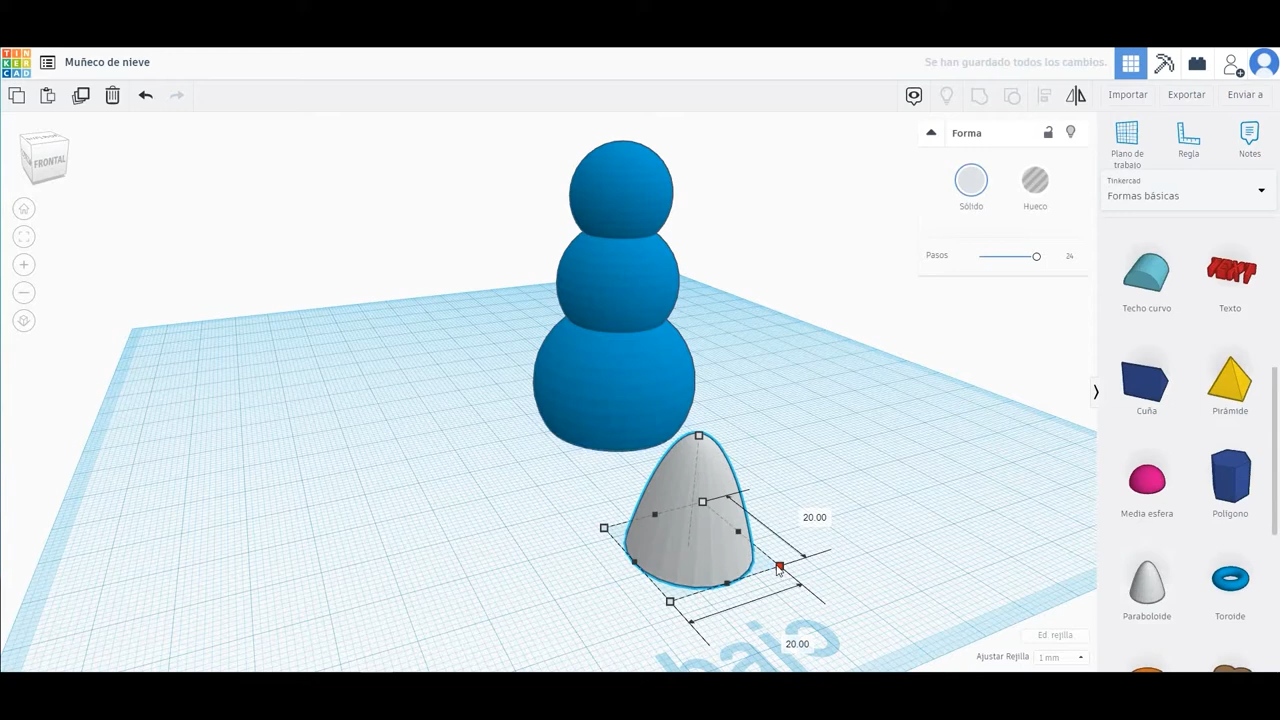 TIN
KER
CAD
Muñeco de nieve
Se han guardado todos los cambios.
Importar
Exportar
Enviar a
FRONTAL
Forma
Sólido
Hueco
Pasos
24
Plano de
trabajo
Regla
Notes
Tinkercad
Formas básicas
Techo curvo
Texto
TEXT
Cuña
Pirámide
Media esfera
Polígono
Paraboloide
Toroide
20.00
20.00
Ed. rejilla
Ajustar Rejilla
1 mm